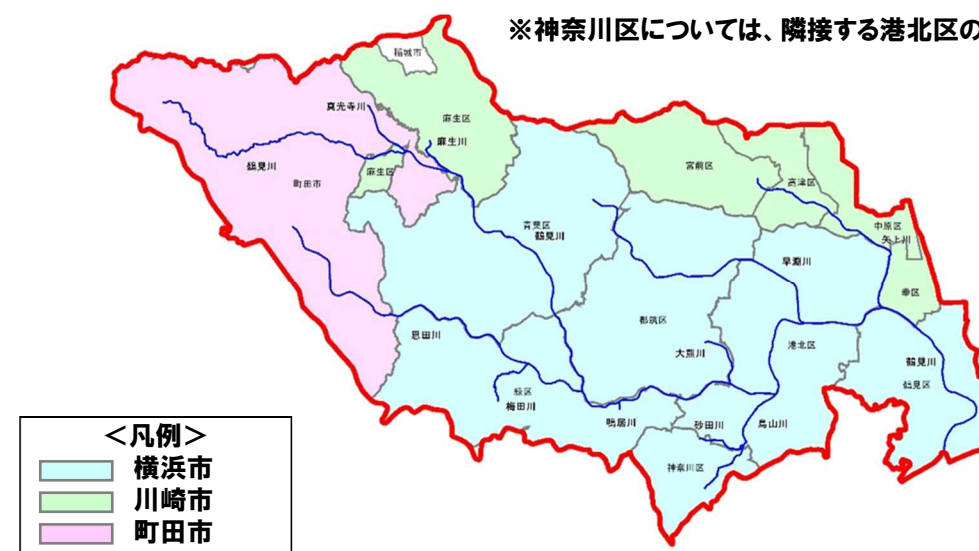 ※神奈川区については、隣接する港北区の
稲城市
真光寺川
麻生区
麻生川
鶴見川
町田市
麻生区
宮前区
高津区
中原区
矢上川
幸区
青葉区
鶴見川
早淵川
都筑区
恩田川
大熊川
港北区
鶴見川
鶴見区
緑区
梅田川
鴨居川
砂田川
鳥山川
神奈川区
＜凡例＞
横浜市
川崎市
町田市